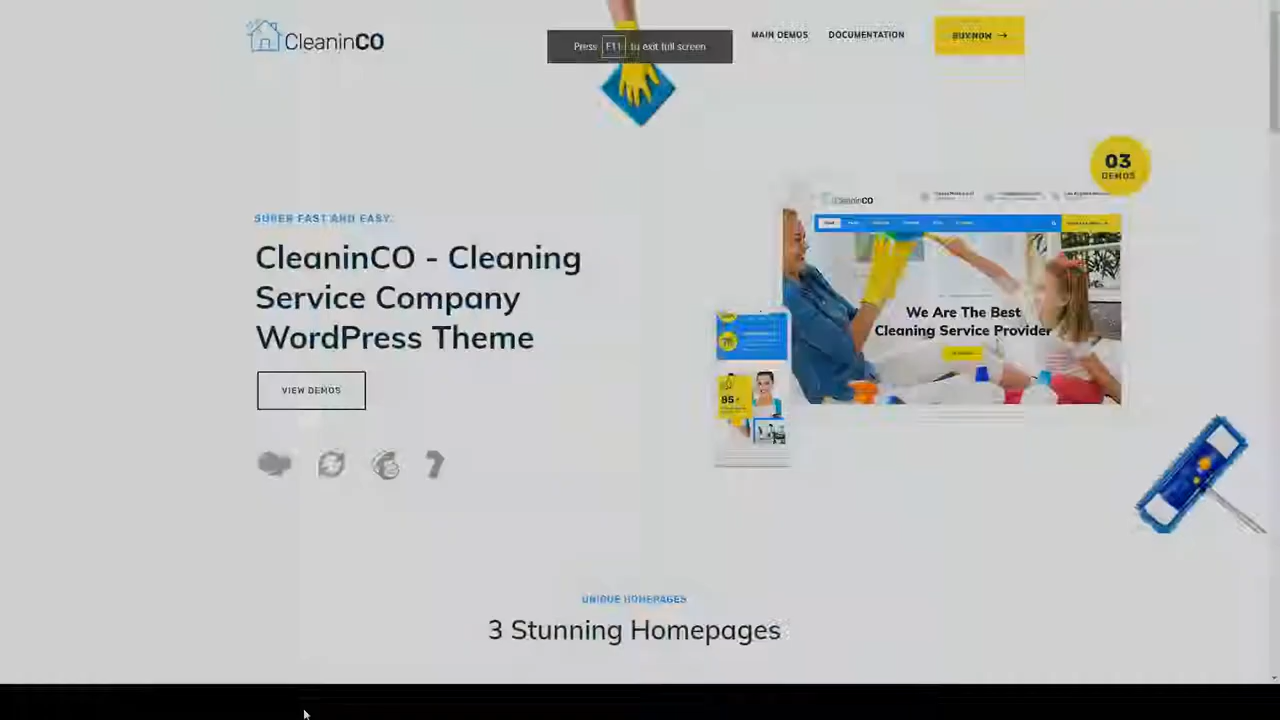 CleaninCO
Press F11 to exit full screen
MAIN DEMOS
DOCUMENTATION
BUY NOW
03
DEMOS
SUPER FAST AND EASY.
CleaninCO - Cleaning
Service Company
WordPress Theme
VIEW DEMOS
CleaninCO
We Are The Best
Cleaning Service Provider
85+
UNIQUE HOMEPAGES
3 Stunning Homepages